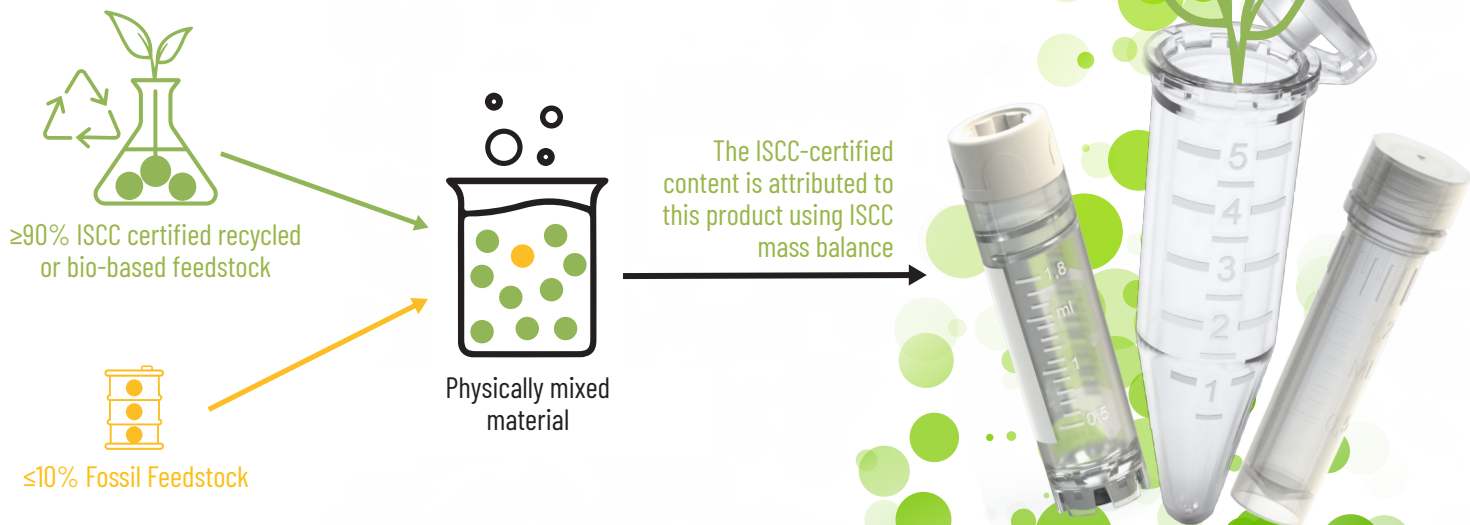 ≥90% ISCC certified recycled
or bio-based feedstock
≤10% Fossil Feedstock
Physically mixed
material
The ISCC-certified
content is attributed to
this product using ISCC
mass balance
1,8
ml
1
0,5
5
4
3
2
1